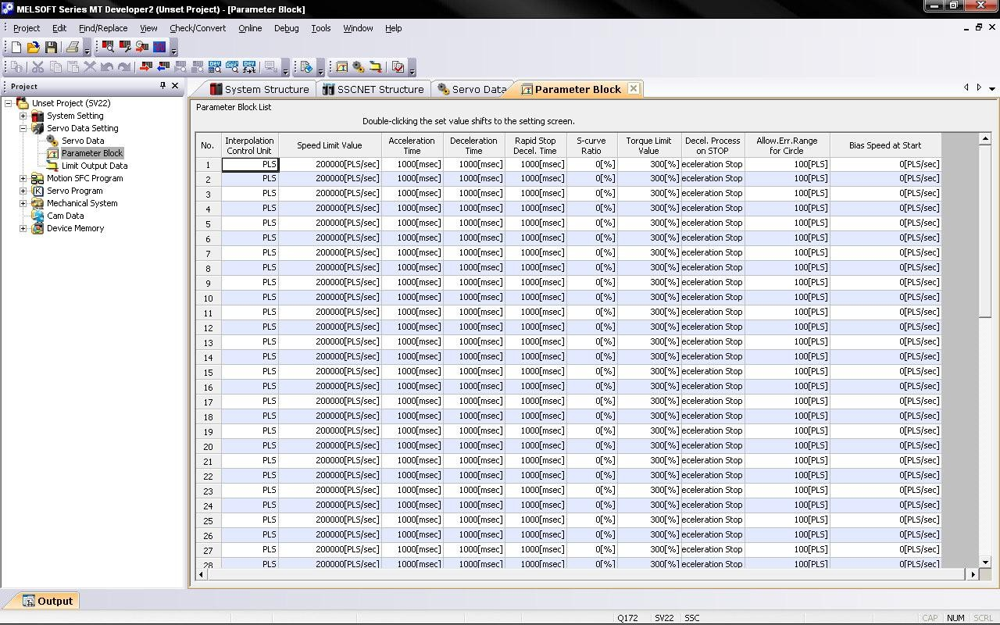 MELSOFT Series MT Developer2 (Unset Project) - [Parameter Block]
Project Edit Find/Replace View Check/Convert Online Debug Tools Window Help
Project
System Structure SSCNET Structure Servo Data Parameter Block
Unset Project (SV22)
System Setting
Servo Data Setting
Servo Data
Parameter Block
Limit Output Data
Motion SFC Program
Servo Program
Mechanical System
Cam Data
Device Memory
Parameter Block List
Double-clicking the set value shifts to the setting screen.
No. Interpolation Control Unit Speed Limit Value Acceleration Time Deceleration Time Rapid Stop Decel. Time S-curve Ratio Torque Limit Value Decel. Process on STOP Allow.Err.Range for Circle Bias Speed at Start
1 PLS 200000[PLS/sec] 1000[msec] 1000[msec] 1000[msec] 0[%] 300[%] eceleration Stop 100[PLS] 0[PLS/sec]
2 PLS 200000[PLS/sec] 1000[msec] 1000[msec] 1000[msec] 0[%] 300[%] eceleration Stop 100[PLS] 0[PLS/sec]
3 PLS 200000[PLS/sec] 1000[msec] 1000[msec] 1000[msec] 0[%] 300[%] eceleration Stop 100[PLS] 0[PLS/sec]
4 PLS 200000[PLS/sec] 1000[msec] 1000[msec] 1000[msec] 0[%] 300[%] eceleration Stop 100[PLS] 0[PLS/sec]
5 PLS 200000[PLS/sec] 1000[msec] 1000[msec] 1000[msec] 0[%] 300[%] eceleration Stop 100[PLS] 0[PLS/sec]
6 PLS 200000[PLS/sec] 1000[msec] 1000[msec] 1000[msec] 0[%] 300[%] eceleration Stop 100[PLS] 0[PLS/sec]
7 PLS 200000[PLS/sec] 1000[msec] 1000[msec] 1000[msec] 0[%] 300[%] eceleration Stop 100[PLS] 0[PLS/sec]
8 PLS 200000[PLS/sec] 1000[msec] 1000[msec] 1000[msec] 0[%] 300[%] eceleration Stop 100[PLS] 0[PLS/sec]
9 PLS 200000[PLS/sec] 1000[msec] 1000[msec] 1000[msec] 0[%] 300[%] eceleration Stop 100[PLS] 0[PLS/sec]
10 PLS 200000[PLS/sec] 1000[msec] 1000[msec] 1000[msec] 0[%] 300[%] eceleration Stop 100[PLS] 0[PLS/sec]
11 PLS 200000[PLS/sec] 1000[msec] 1000[msec] 1000[msec] 0[%] 300[%] eceleration Stop 100[PLS] 0[PLS/sec]
12 PLS 200000[PLS/sec] 1000[msec] 1000[msec] 1000[msec] 0[%] 300[%] eceleration Stop 100[PLS] 0[PLS/sec]
13 PLS 200000[PLS/sec] 1000[msec] 1000[msec] 1000[msec] 0[%] 300[%] eceleration Stop 100[PLS] 0[PLS/sec]
14 PLS 200000[PLS/sec] 1000[msec] 1000[msec] 1000[msec] 0[%] 300[%] eceleration Stop 100[PLS] 0[PLS/sec]
15 PLS 200000[PLS/sec] 1000[msec] 1000[msec] 1000[msec] 0[%] 300[%] eceleration Stop 100[PLS] 0[PLS/sec]
16 PLS 200000[PLS/sec] 1000[msec] 1000[msec] 1000[msec] 0[%] 300[%] eceleration Stop 100[PLS] 0[PLS/sec]
17 PLS 200000[PLS/sec] 1000[msec] 1000[msec] 1000[msec] 0[%] 300[%] eceleration Stop 100[PLS] 0[PLS/sec]
18 PLS 200000[PLS/sec] 1000[msec] 1000[msec] 1000[msec] 0[%] 300[%] eceleration Stop 100[PLS] 0[PLS/sec]
19 PLS 200000[PLS/sec] 1000[msec] 1000[msec] 1000[msec] 0[%] 300[%] eceleration Stop 100[PLS] 0[PLS/sec]
20 PLS 200000[PLS/sec] 1000[msec] 1000[msec] 1000[msec] 0[%] 300[%] eceleration Stop 100[PLS] 0[PLS/sec]
21 PLS 200000[PLS/sec] 1000[msec] 1000[msec] 1000[msec] 0[%] 300[%] eceleration Stop 100[PLS] 0[PLS/sec]
22 PLS 200000[PLS/sec] 1000[msec] 1000[msec] 1000[msec] 0[%] 300[%] eceleration Stop 100[PLS] 0[PLS/sec]
23 PLS 200000[PLS/sec] 1000[msec] 1000[msec] 1000[msec] 0[%] 300[%] eceleration Stop 100[PLS] 0[PLS/sec]
24 PLS 200000[PLS/sec] 1000[msec] 1000[msec] 1000[msec] 0[%] 300[%] eceleration Stop 100[PLS] 0[PLS/sec]
25 PLS 200000[PLS/sec] 1000[msec] 1000[msec] 1000[msec] 0[%] 300[%] eceleration Stop 100[PLS] 0[PLS/sec]
26 PLS 200000[PLS/sec] 1000[msec] 1000[msec] 1000[msec] 0[%] 300[%] eceleration Stop 100[PLS] 0[PLS/sec]
27 PLS 200000[PLS/sec] 1000[msec] 1000[msec] 1000[msec] 0[%] 300[%] eceleration Stop 100[PLS] 0[PLS/sec]
28 PLS 200000[PLS/sec] 1000[msec] 1000[msec] 1000[msec] 0[%] 300[%] eceleration Stop 100[PLS] 0[PLS/sec]
Output
Q172 SV22 SSC CAP NUM SCRL